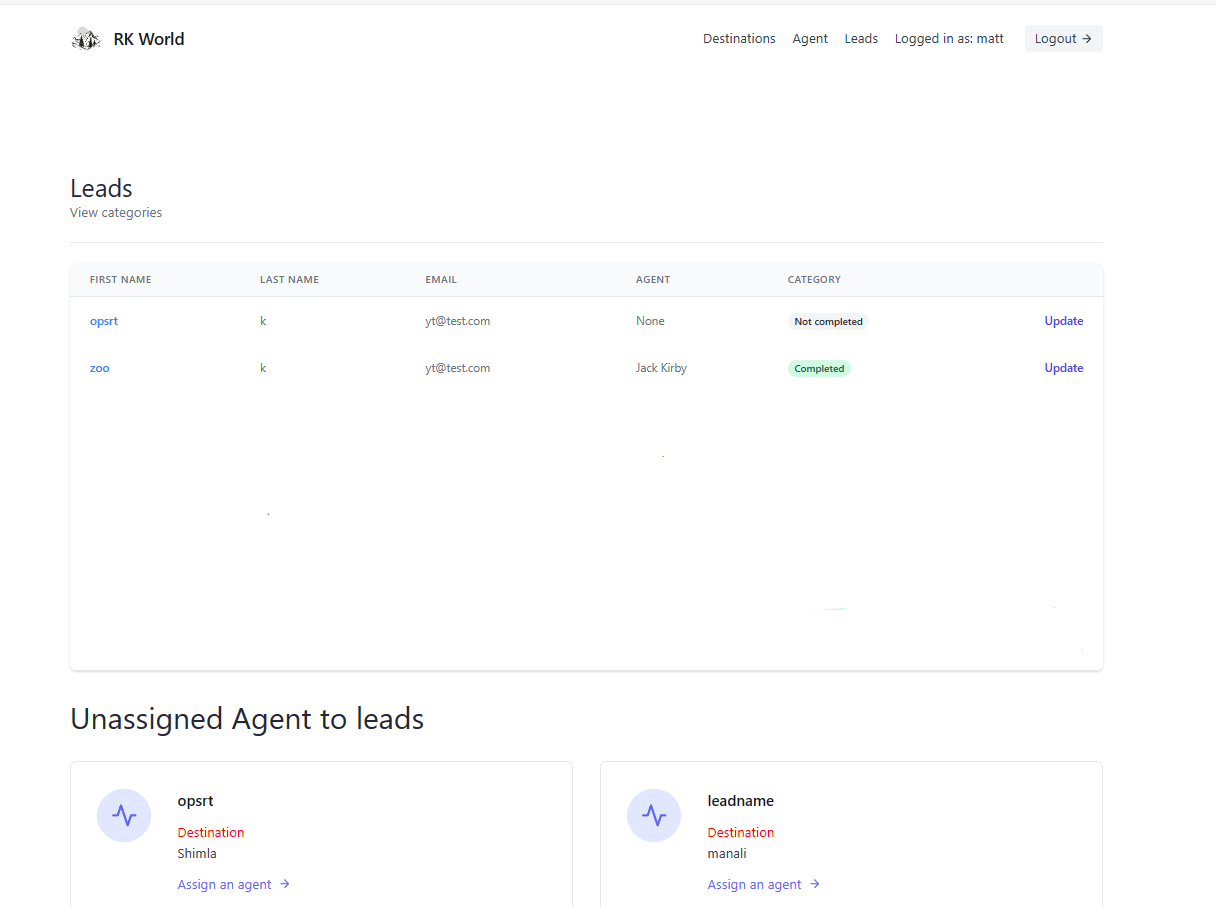 RK World Destinations Agent Leads Logged in as: matt Logout →
Leads
View categories
FIRST NAME LAST NAME EMAIL AGENT CATEGORY
opsrt k yt@test.com None Not completed Update
zoo k yt@test.com Jack Kirby Completed Update
Unassigned Agent to leads
opsrt leadname
Destination Destination
Shimla manali
Assign an agent → Assign an agent →